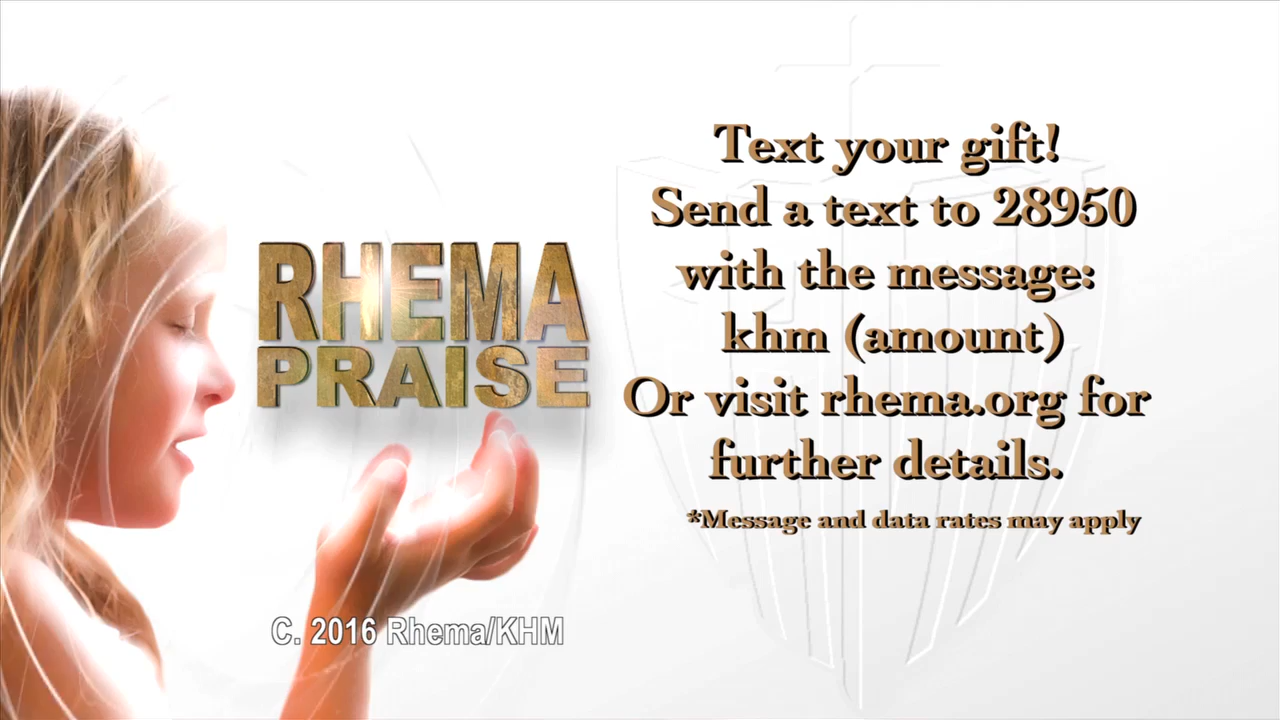 RHEMA
PRAISE
C. 2016 Rhema/KHM
Text your gift!
Send a text to 28950
with the message:
khm (amount)
Or visit rhema.org for
further details.
*Message and data rates may apply